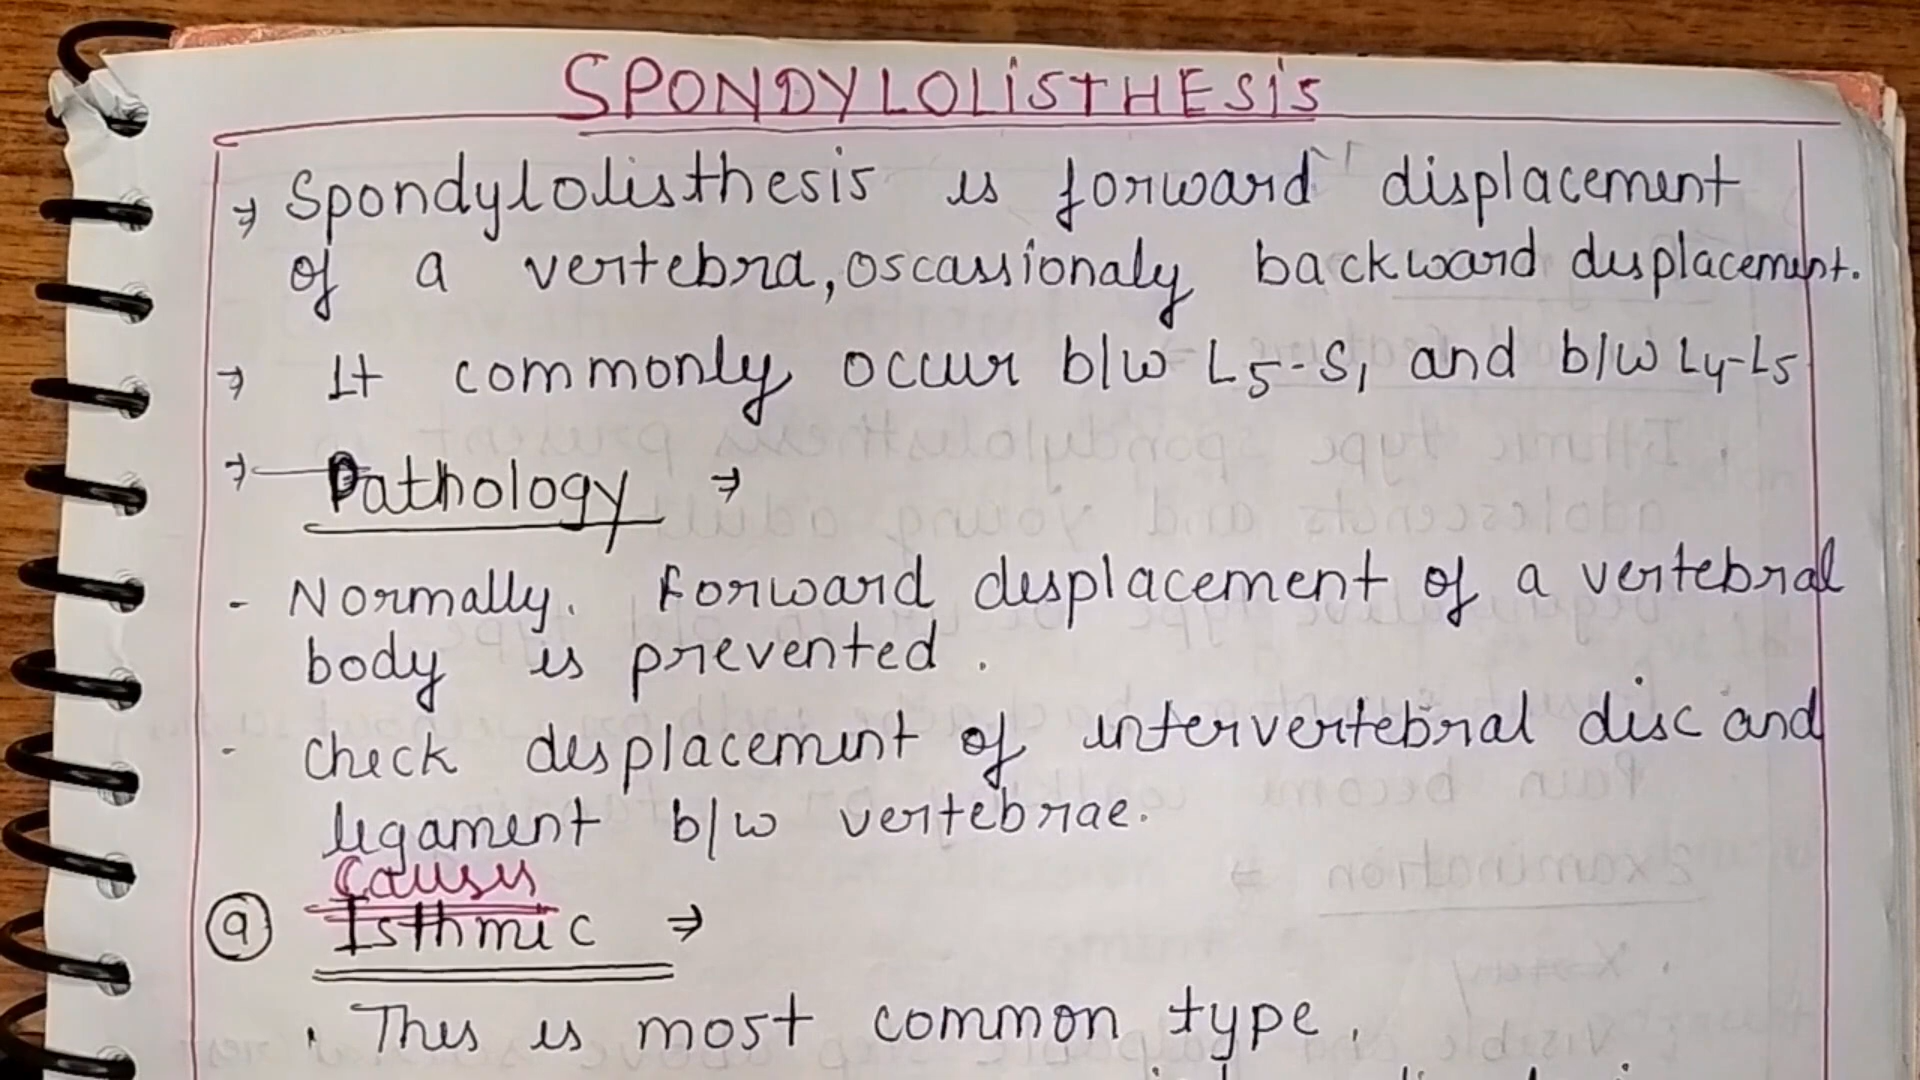 SPONDYLOLiSTHESiS
→ Spondylolisthesis is forward displacement
of a vertebra, oscassionaly backward displacement.
→ It commonly occur b/w L5-S1 and b/w L4-L5
→ Pathology →
- Normally. Forward displacement of a vertebral
body is prevented.
- Check displacement of intervertebral disc and
ligament b/w vertebrae.
Causes
(a) Isthmic →
. This is most common type.